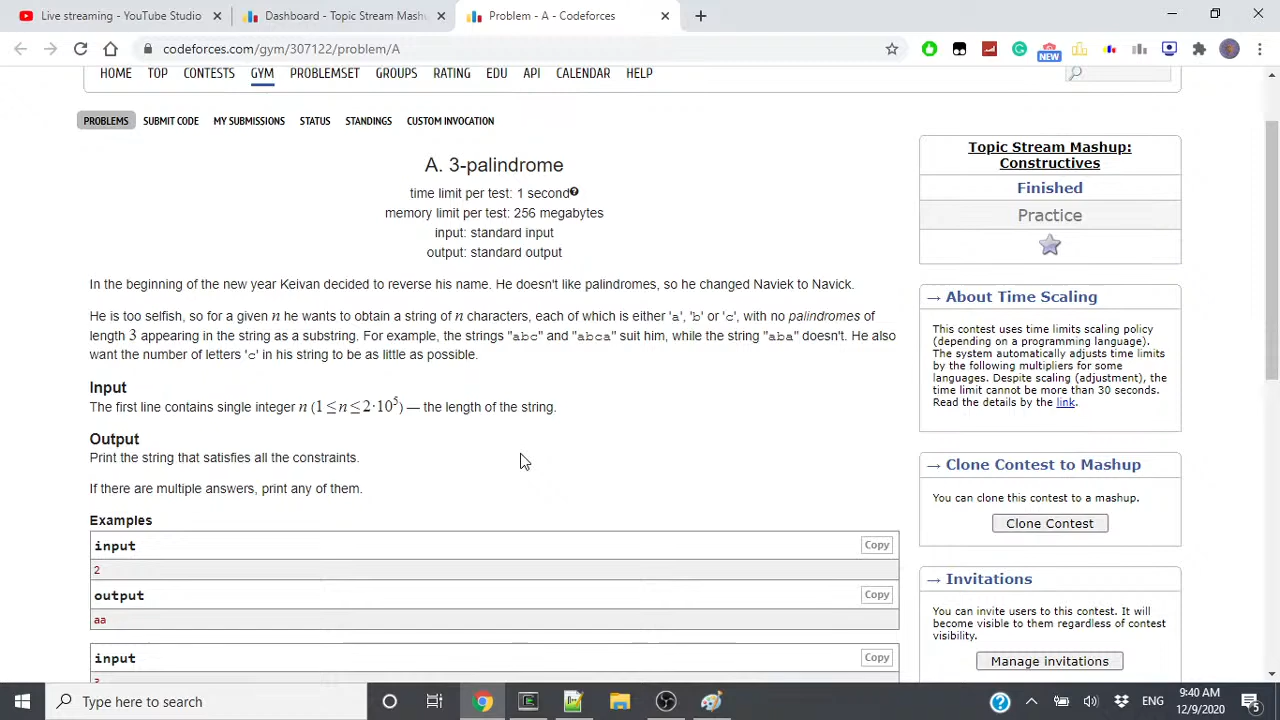 Live streaming - YouTube Studio
Dashboard - Topic Stream Mash
Problem - A - Codeforces
codeforces.com/gym/307122/problem/A
NEW
HOME TOP CONTESTS GYM PROBLEMSET GROUPS RATING EDU API CALENDAR HELP
PROBLEMS SUBMIT CODE MY SUBMISSIONS STATUS STANDINGS CUSTOM INVOCATION
A. 3-palindrome
time limit per test: 1 second
memory limit per test: 256 megabytes
input: standard input
output: standard output
In the beginning of the new year Keivan decided to reverse his name. He doesn't like palindromes, so he changed Naviek to Navick.
He is too selfish, so for a given n he wants to obtain a string of n characters, each of which is either 'a', 'b' or 'c', with no palindromes of
length 3 appearing in the string as a substring. For example, the strings "abc" and "abca" suit him, while the string "aba" doesn't. He also
want the number of letters 'c' in his string to be as little as possible.
Input
The first line contains single integer n (1 ≤ n ≤ 2·10⁵) — the length of the string.
Output
Print the string that satisfies all the constraints.
If there are multiple answers, print any of them.
Examples
input
Copy
2
output
Copy
aa
input
Copy
Topic Stream Mashup:
Constructives
Finished
Practice
→ About Time Scaling
This contest uses time limits scaling policy
(depending on a programming language).
The system automatically adjusts time limits
by the following multipliers for some
languages. Despite scaling (adjustment), the
time limit cannot be more than 30 seconds.
Read the details by the link.
→ Clone Contest to Mashup
You can clone this contest to a mashup.
Clone Contest
→ Invitations
You can invite users to this contest. It will
become visible to them regardless of contest
visibility.
Manage invitations
Type here to search
ENG
9:40 AM
12/9/2020
5